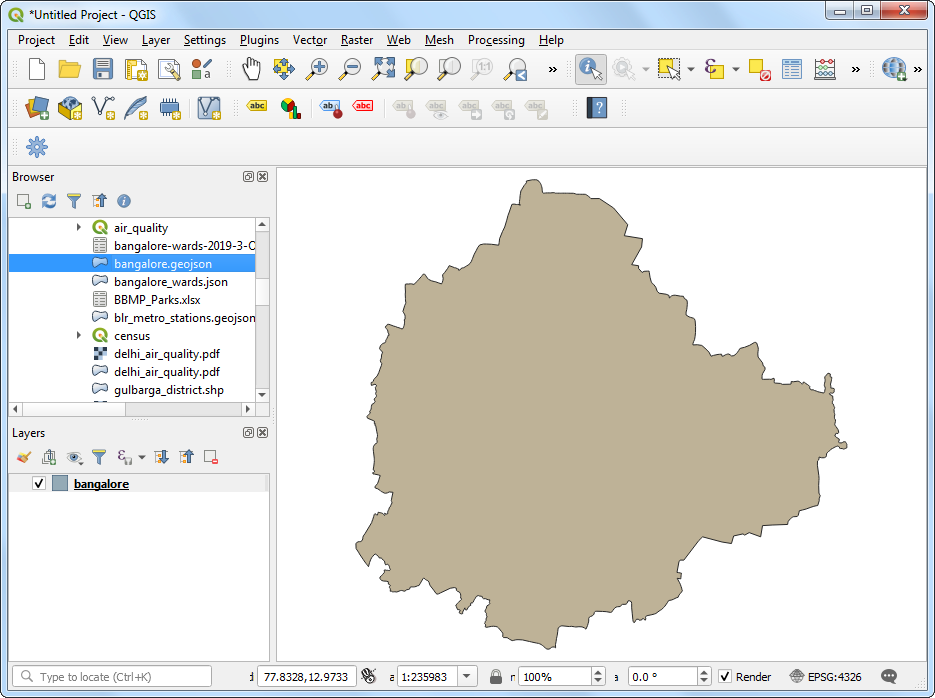 *Untitled Project - QGIS
Project Edit View Layer Settings Plugins Vector Raster Web Mesh Processing Help
abc abc abc
Browser
air_quality
bangalore-wards-2019-3-O
bangalore.geojson
bangalore_wards.json
BBMP_Parks.xlsx
blr_metro_stations.geojson
census
delhi_air_quality.pdf
delhi_air_quality.pdf
gulbarga_district.shp
Layers
bangalore
Type to locate (Ctrl+K) 77.8328,12.9733 1:235983 100% 0.0 ° Render EPSG:4326